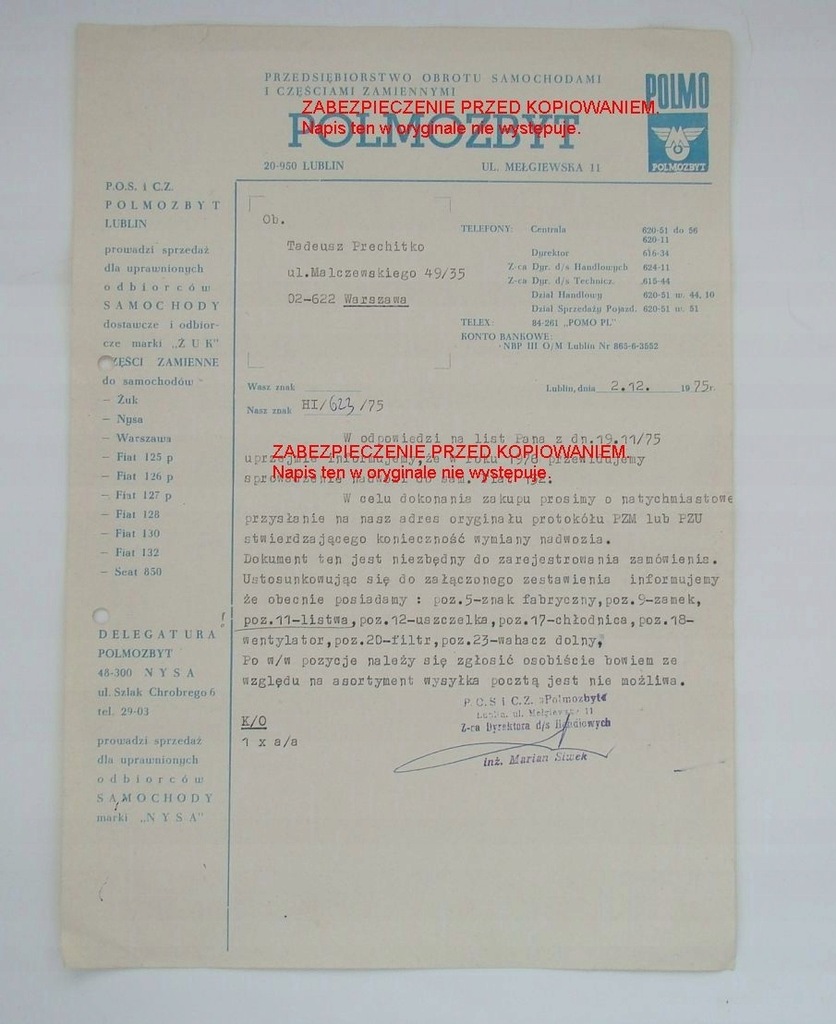 PRZEDSIĘBIORSTWO OBROTU SAMOCHODAMI
I CZĘŚCIAMI ZAMIENNYMI
ZABEZPIECZENIE PRZED KOPIOWANIEM.
Napis ten w oryginale nie występuje.
POLMOZBYT
20-950 LUBLIN UL. MEŁGIEWSKA 11
POLMO
POLMOZBYT
P.O.S. i C.Z.
POLMOZBYT
LUBLIN
prowadzi sprzedaż
dla uprawnionych
odbiorców
SAMOCHODY
dostawcze i odbior-
cze marki „ŻUK"
CZĘŚCI ZAMIENNE
do samochodów
— Żuk
— Nysa
— Warszawa
— Fiat 125 p
— Fiat 126 p
— Fiat 127 p
— Fiat 128
— Fiat 130
— Fiat 132
— Seat 850
DELEGATURA
POLMOZBYT
48-300 NYSA
ul. Szlak Chrobrego 6
tel. 29-03
prowadzi sprzedaż
dla uprawnionych
odbiorców
SAMOCHODY
marki „NYSA"
Ob.
Tadeusz Prechitko
ul.Malczewskiego 49/35
02-622 Warszawa
TELEFONY: Centrala 620-51 do 56
620-11
Dyrektor 616-34
Z-ca Dyr. d/s Handlowych 624-11
Z-ca Dyr. d/s Technicz. 615-44
Dział Handlowy 620-51 w. 44, 10
Dział Sprzedaży Pojazd. 620-51 w. 51
TELEX: 84-261 „POMO PL"
KONTO BANKOWE:
NBP III O/M Lublin Nr 865-6-3552
Wasz znak
Lublin, dnia 2.12. 1975r.
Nasz znak HI/623/75
W odpowiedzi na list Pana z dn.19.11/75
ZABEZPIECZENIE PRZED KOPIOWANIEM.
uprzejmie informujemy, że w roku przewidujemy
Napis ten w oryginale nie występuje.
W celu dokonania zakupu prosimy o natychmiastowe
przysłanie na nasz adres oryginału protokółu PZM lub PZU
stwierdzającego konieczność wymiany nadwozia.
Dokument ten jest niezbędny do zarejestrowania zamówienia.
Ustosunkowując się do załączonego zestawienia informujemy
że obecnie posiadamy : poz.5-znak fabryczny,poz.9-zamek,
poz.11-listwa,poz.12-uszczelka,poz.17-chłodnica,poz.18-
wentylator,poz.20-filtr,poz.23-wahacz dolny,
Po w/w pozycje należy się zgłosić osobiście bowiem ze
względu na asortyment wysyłka pocztą jest nie możliwa.
P.O.S i C.Z. „Polmozbyt"
Lublin, ul. Mełgiewska 11
Z-ca Dyrektora d/s Handlowych
inż. Marian Siwek
K/O
1 x a/a